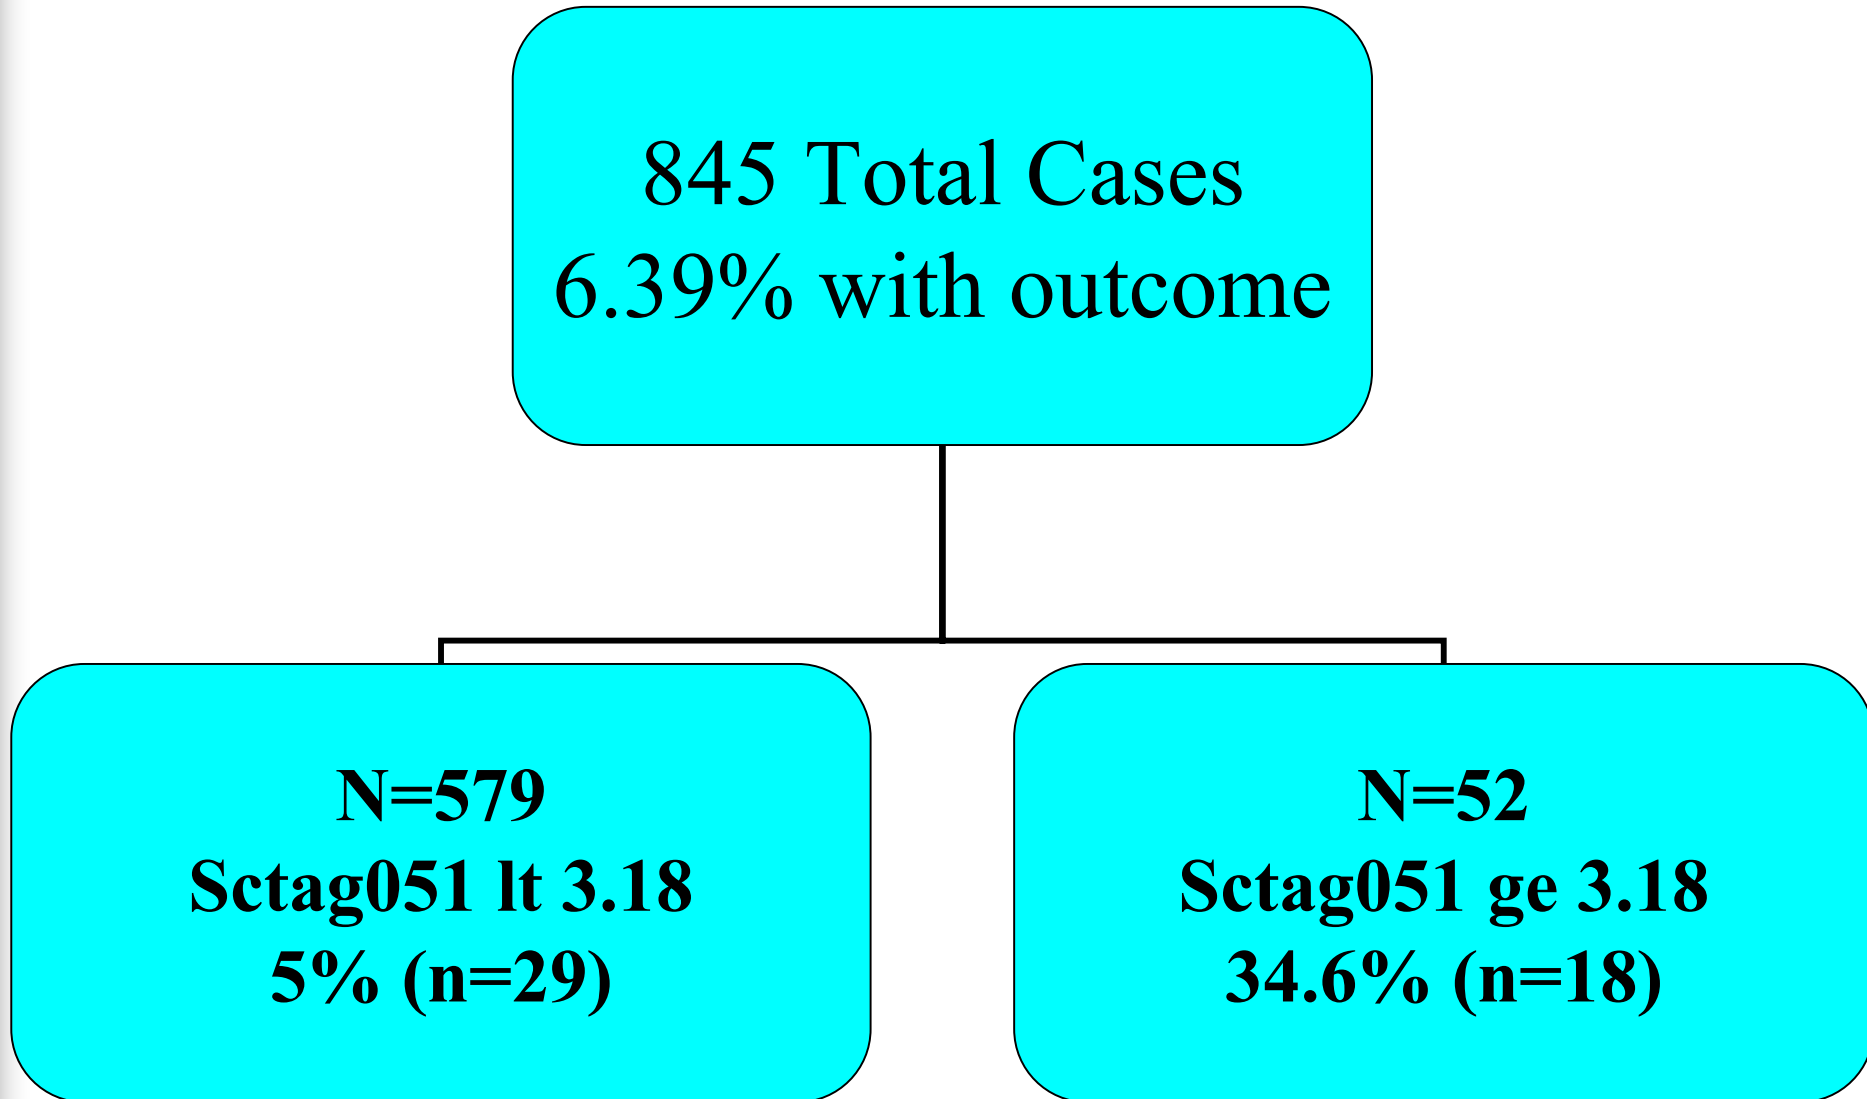 845 Total Cases
6.39% with outcome
N=579
Sctag051 lt 3.18
5% (n=29)
N=52
Sctag051 ge 3.18
34.6% (n=18)